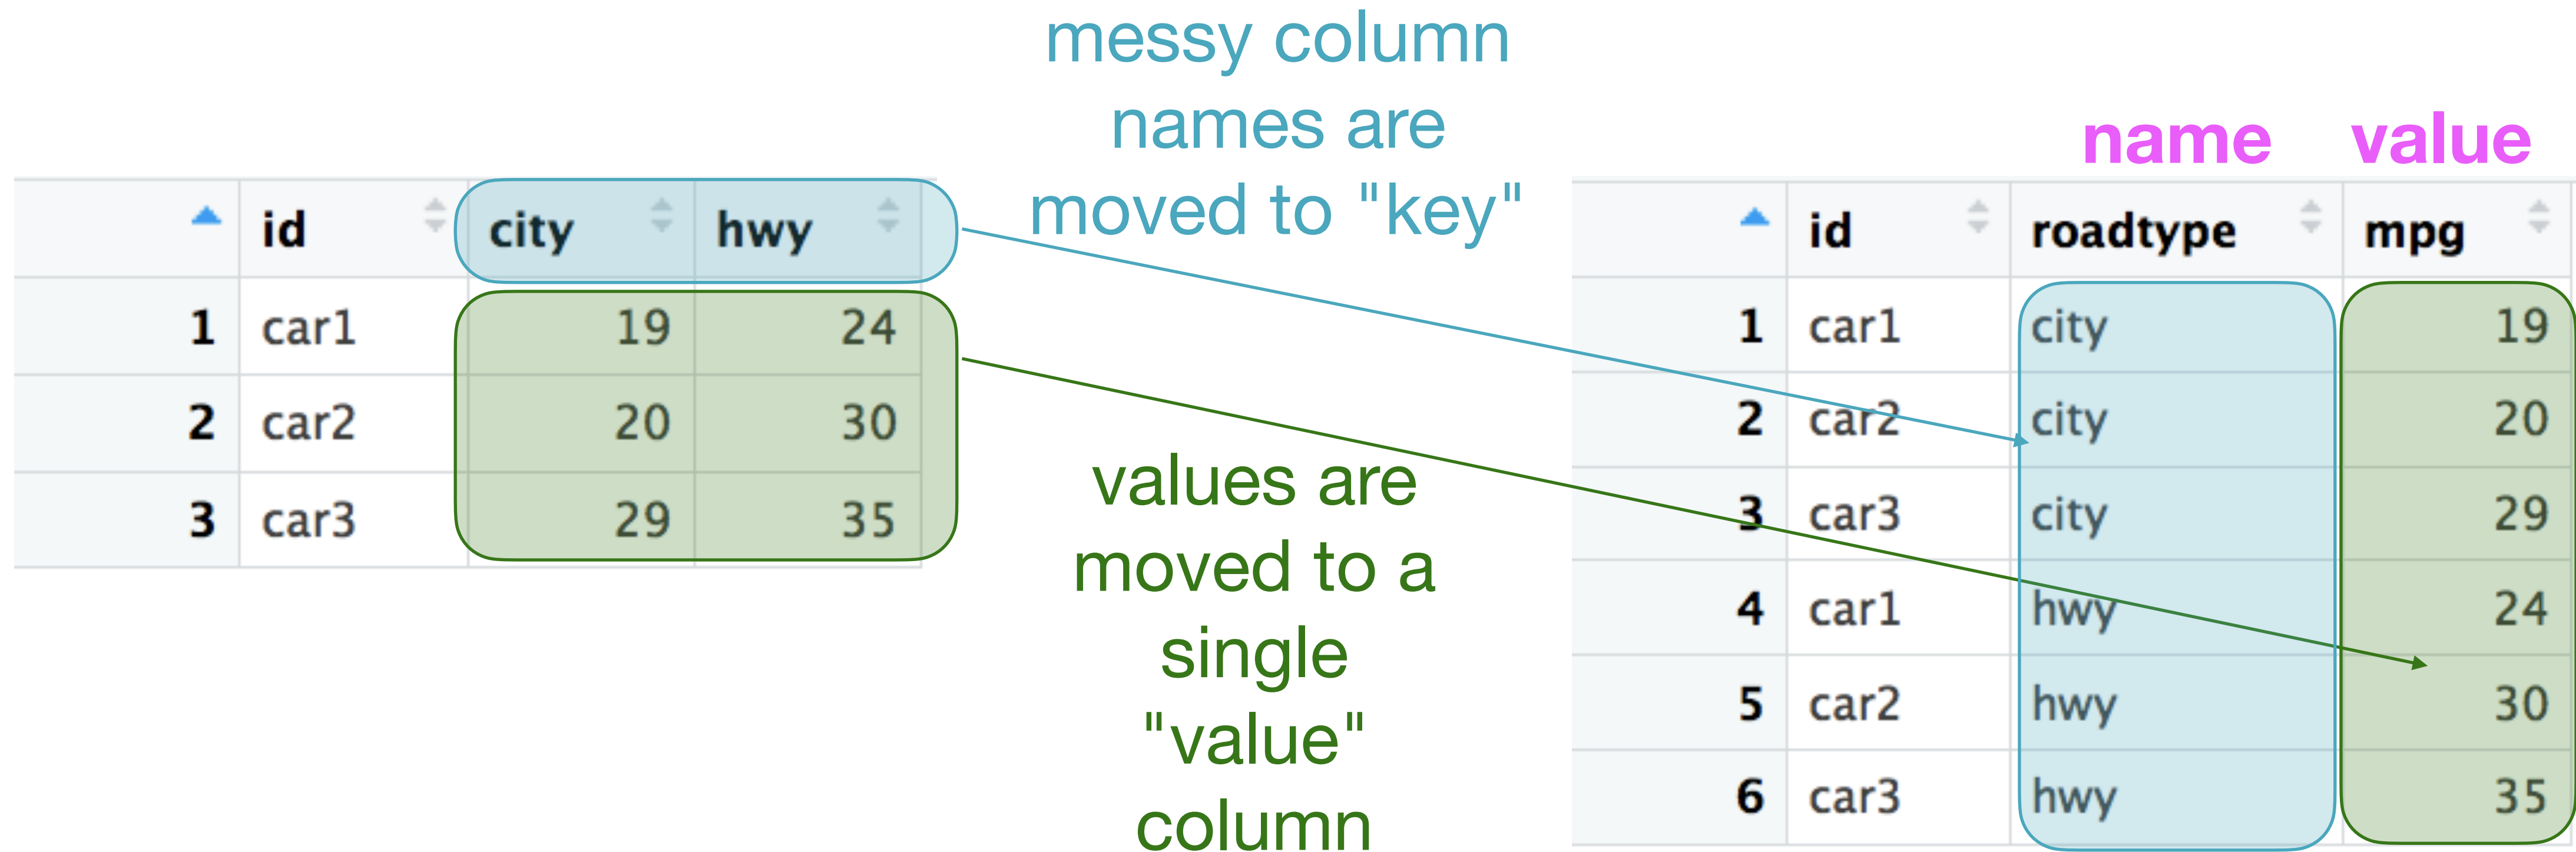 messy column
names are
moved to "key"
id city hwy
1 car1 19 24
2 car2 20 30
3 car3 29 35
values are
moved to a
single
"value"
column
name value
id roadtype mpg
1 car1 city 19
2 car2 city 20
3 car3 city 29
4 car1 hwy 24
5 car2 hwy 30
6 car3 hwy 35